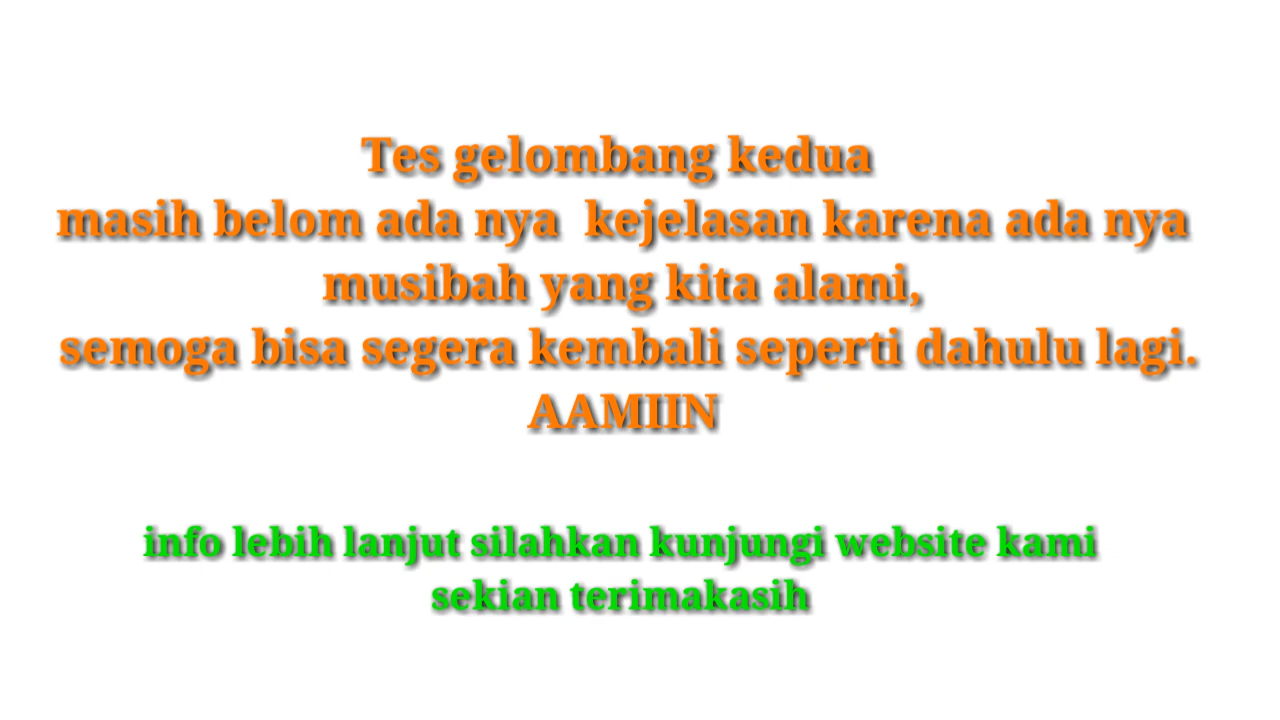 Tes gelombang kedua
masih belom ada nya  kejelasan karena ada nya
musibah yang kita alami,
semoga bisa segera kembali seperti dahulu lagi.
AAMIIN
info lebih lanjut silahkan kunjungi website kami
sekian terimakasih